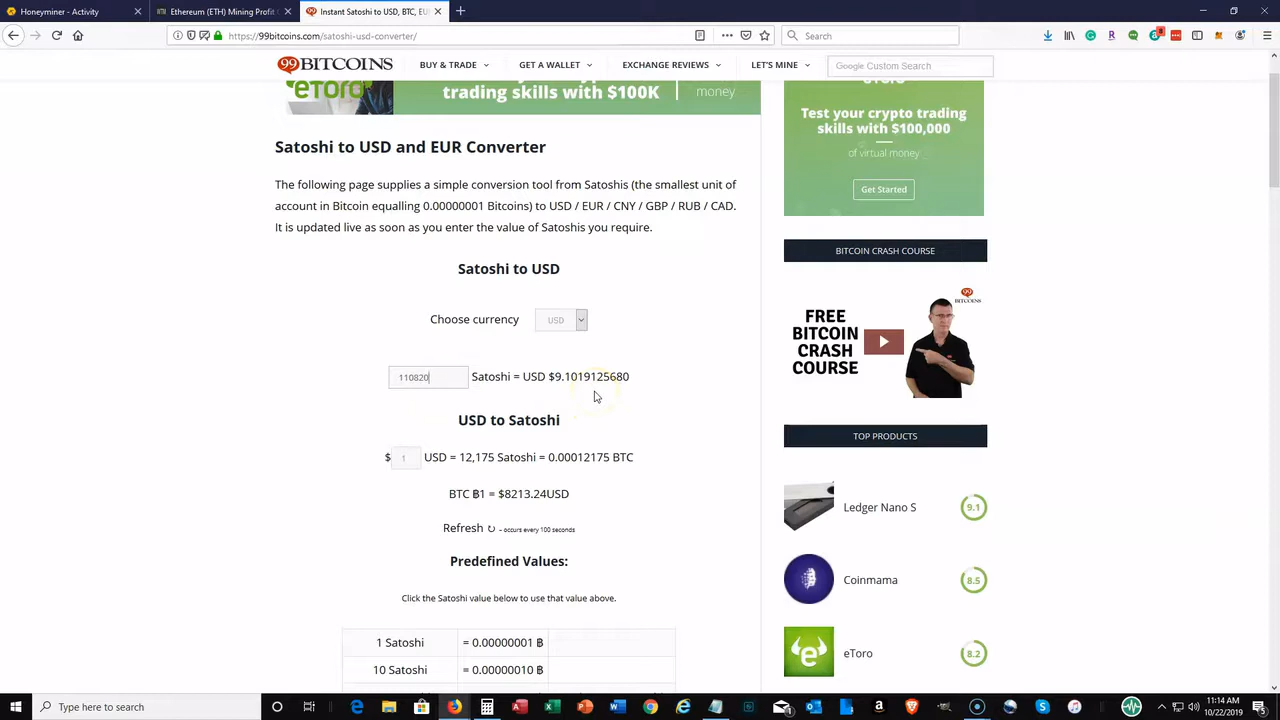 Honeyminer - Activity
Ethereum (ETH) Mining Profit C
Instant Satoshi to USD, BTC, EUR
https://99bitcoins.com/satoshi-usd-converter/
Search
99BITCOINS
BUY & TRADE
GET A WALLET
EXCHANGE REVIEWS
LET'S MINE
Google Custom Search
eToro
trading skills with $100K
money
eToro
Test your crypto trading
skills with $100,000
of virtual money
Get Started
Satoshi to USD and EUR Converter
The following page supplies a simple conversion tool from Satoshis (the smallest unit of
account in Bitcoin equalling 0.00000001 Bitcoins) to USD / EUR / CNY / GBP / RUB / CAD.
It is updated live as soon as you enter the value of Satoshis you require.
Satoshi to USD
Choose currency USD
110820 Satoshi = USD $9.1019125680
USD to Satoshi
$ 1 USD = 12,175 Satoshi = 0.00012175 BTC
BTC ฿1 = $8213.24USD
Refresh ↻ - occurs every 100 seconds
Predefined Values:
Click the Satoshi value below to use that value above.
1 Satoshi = 0.00000001 ฿
10 Satoshi = 0.00000010 ฿
BITCOIN CRASH COURSE
99 BITCOINS
FREE
BITCOIN
CRASH
COURSE
TOP PRODUCTS
Ledger Nano S 9.1
Coinmama 8.5
eToro 8.2
Type here to search
11:14 AM
10/22/2019